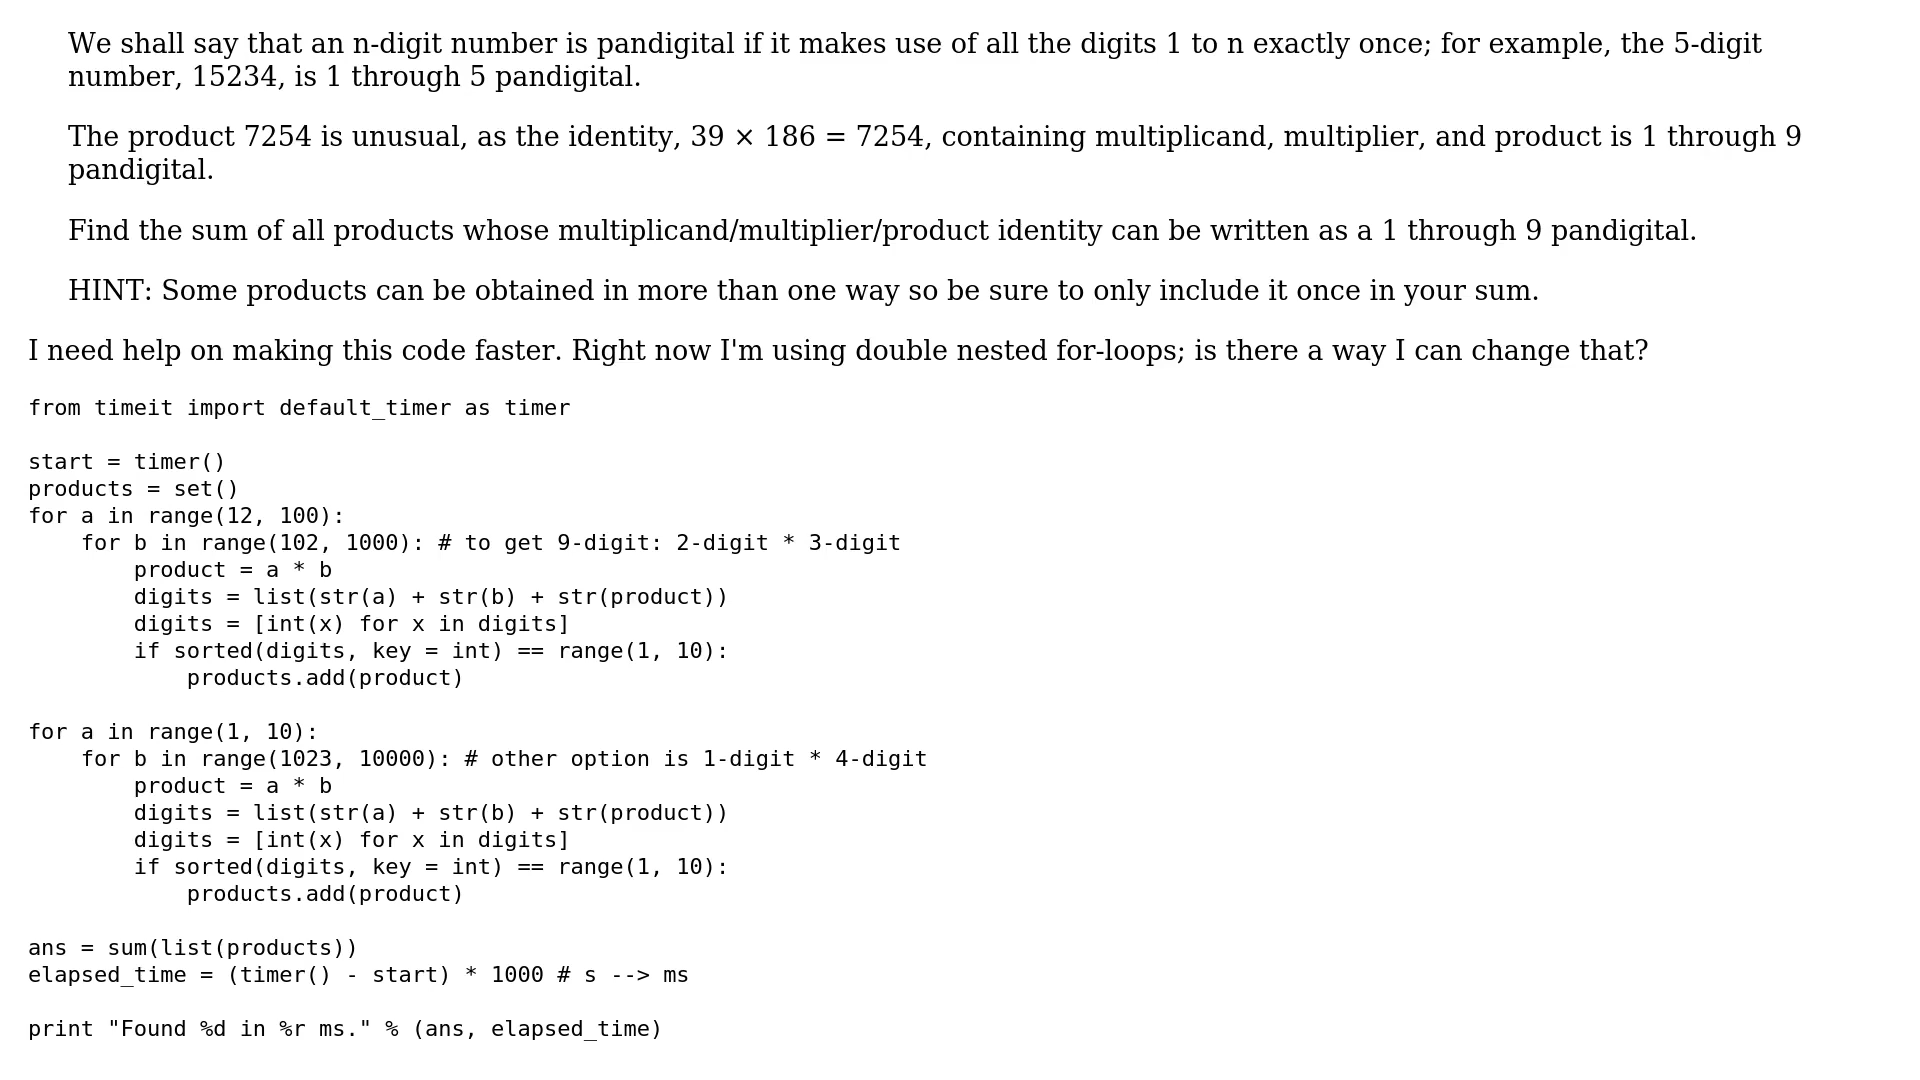 We shall say that an n-digit number is pandigital if it makes use of all the digits 1 to n exactly once; for example, the 5-digit
number, 15234, is 1 through 5 pandigital.
The product 7254 is unusual, as the identity, 39 × 186 = 7254, containing multiplicand, multiplier, and product is 1 through 9
pandigital.
Find the sum of all products whose multiplicand/multiplier/product identity can be written as a 1 through 9 pandigital.
HINT: Some products can be obtained in more than one way so be sure to only include it once in your sum.
I need help on making this code faster. Right now I'm using double nested for-loops; is there a way I can change that?
from timeit import default_timer as timer

start = timer()
products = set()
for a in range(12, 100):
    for b in range(102, 1000): # to get 9-digit: 2-digit * 3-digit
        product = a * b
        digits = list(str(a) + str(b) + str(product))
        digits = [int(x) for x in digits]
        if sorted(digits, key = int) == range(1, 10):
            products.add(product)

for a in range(1, 10):
    for b in range(1023, 10000): # other option is 1-digit * 4-digit
        product = a * b
        digits = list(str(a) + str(b) + str(product))
        digits = [int(x) for x in digits]
        if sorted(digits, key = int) == range(1, 10):
            products.add(product)

ans = sum(list(products))
elapsed_time = (timer() - start) * 1000 # s --> ms

print "Found %d in %r ms." % (ans, elapsed_time)